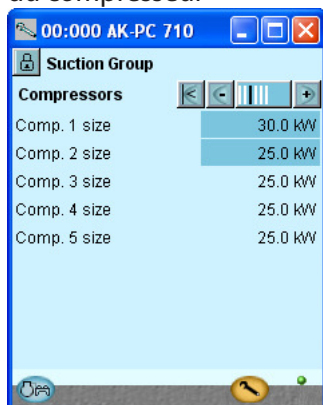 du compresseur
00:000 AK-PC 710
Suction Group
Compressors
Comp. 1 size 30.0 kW
Comp. 2 size 25.0 kW
Comp. 3 size 25.0 kW
Comp. 4 size 25.0 kW
Comp. 5 size 25.0 kW